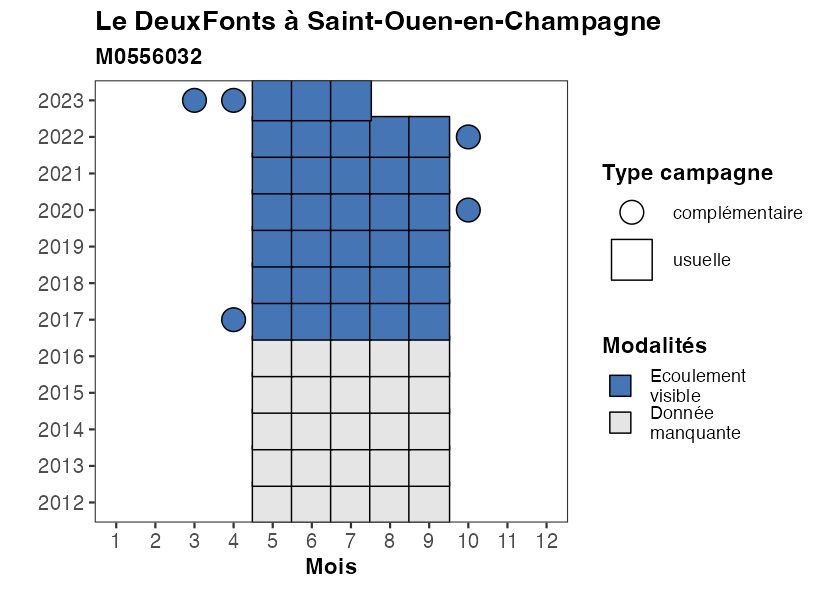 Le DeuxFonts à Saint-Ouen-en-Champagne
M0556032
2023
2022
2021
2020
2019
2018
2017
2016
2015
2014
2013
2012
1 2 3 4 5 6 7 8 9 10 11 12
Mois
Type campagne
complémentaire
usuelle
Modalités
Ecoulement
visible
Donnée
manquante